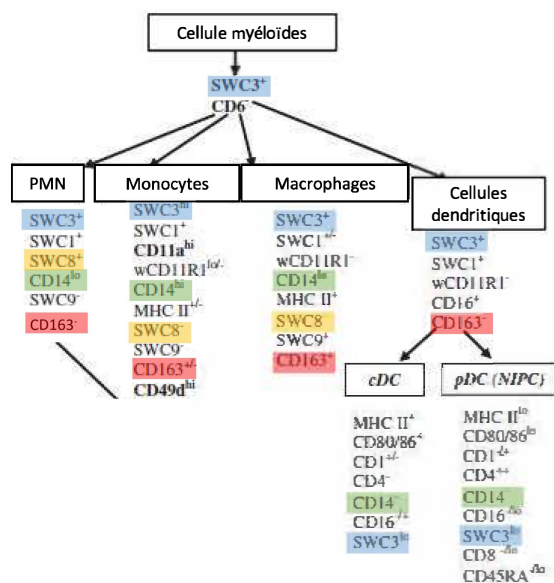 Cellule myéloïdes
SWC3⁺
CD6⁻
PMN
SWC3⁺
SWC1⁺
SWC8⁺
CD14ˡᵒ
SWC9⁻
CD163⁻
Monocytes
SWC3ʰⁱ
SWC1⁺
CD11aʰⁱ
wCD11R1ˡᵒ/⁻
CD14ʰⁱ
MHC II⁺/⁻
SWC8⁻
SWC9⁻
CD163⁺/⁻
CD49dʰⁱ
Macrophages
SWC3⁺
SWC1⁺/⁻
wCD11R1⁻
CD14ˡᵒ
MHC II⁺
SWC8
SWC9⁺
CD163⁺
Cellules
dendritiques
SWC3⁺
SWC1⁺
wCD11R1⁻
CD16⁺
CD163⁻
cDC
MHC II⁺
CD80/86⁺
CD1⁺/⁻
CD4⁻
CD14⁻
CD16⁻/⁺
SWC3ˡᵒ
pDC (NIPC)
MHC IIˡᵒ
CD80/86ˡᵒ
CD1⁻/⁺
CD4⁺⁺
CD14⁻
CD16⁻/ˡᵒ
SWC3ˡᵒ
CD8⁻/ˡᵒ
CD45RA⁻/ˡᵒ